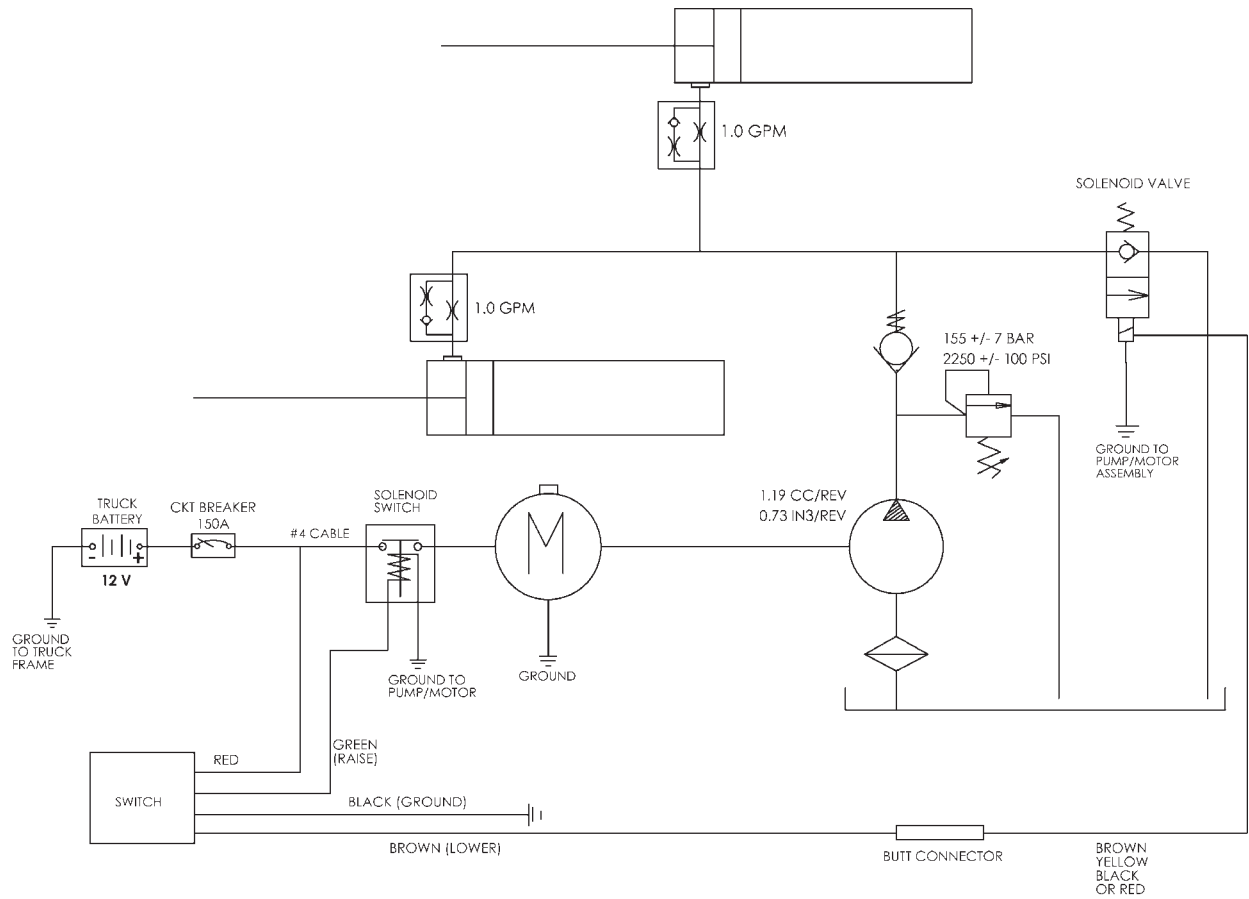 1.0 GPM
SOLENOID VALVE
1.0 GPM
155 +/- 7 BAR
2250 +/- 100 PSI
GROUND TO
PUMP/MOTOR
ASSEMBLY
1.19 CC/REV
0.73 IN3/REV
TRUCK
BATTERY
- +
12 V
CKT BREAKER
150A
#4 CABLE
SOLENOID
SWITCH
M
GROUND
TO TRUCK
FRAME
GROUND TO
PUMP/MOTOR
GROUND
GREEN
(RAISE)
RED
SWITCH
BLACK (GROUND)
BROWN (LOWER)
BUTT CONNECTOR
BROWN
YELLOW
BLACK
OR RED